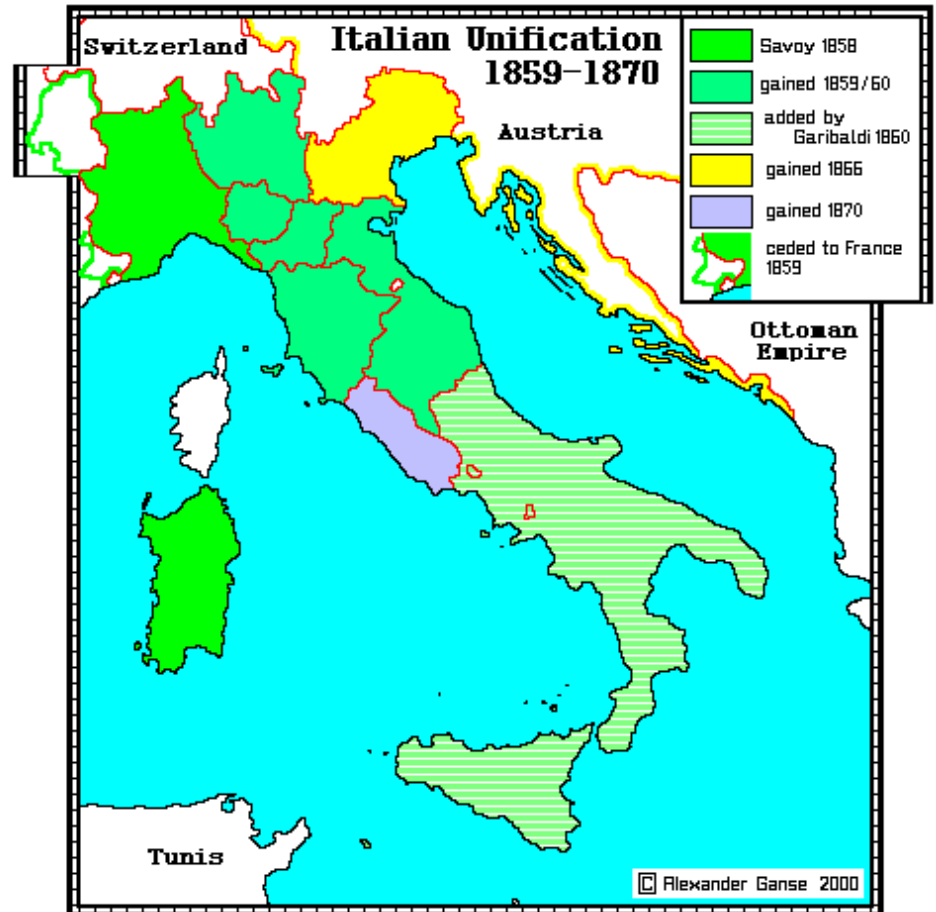 Switzerland
Italian Unification
1859-1870
Austria
Ottoman
Empire
Tunis
Savoy 1858
gained 1859/60
added by
Garibaldi 1860
gained 1866
gained 1870
ceded to France
1859
C Alexander Ganse 2000